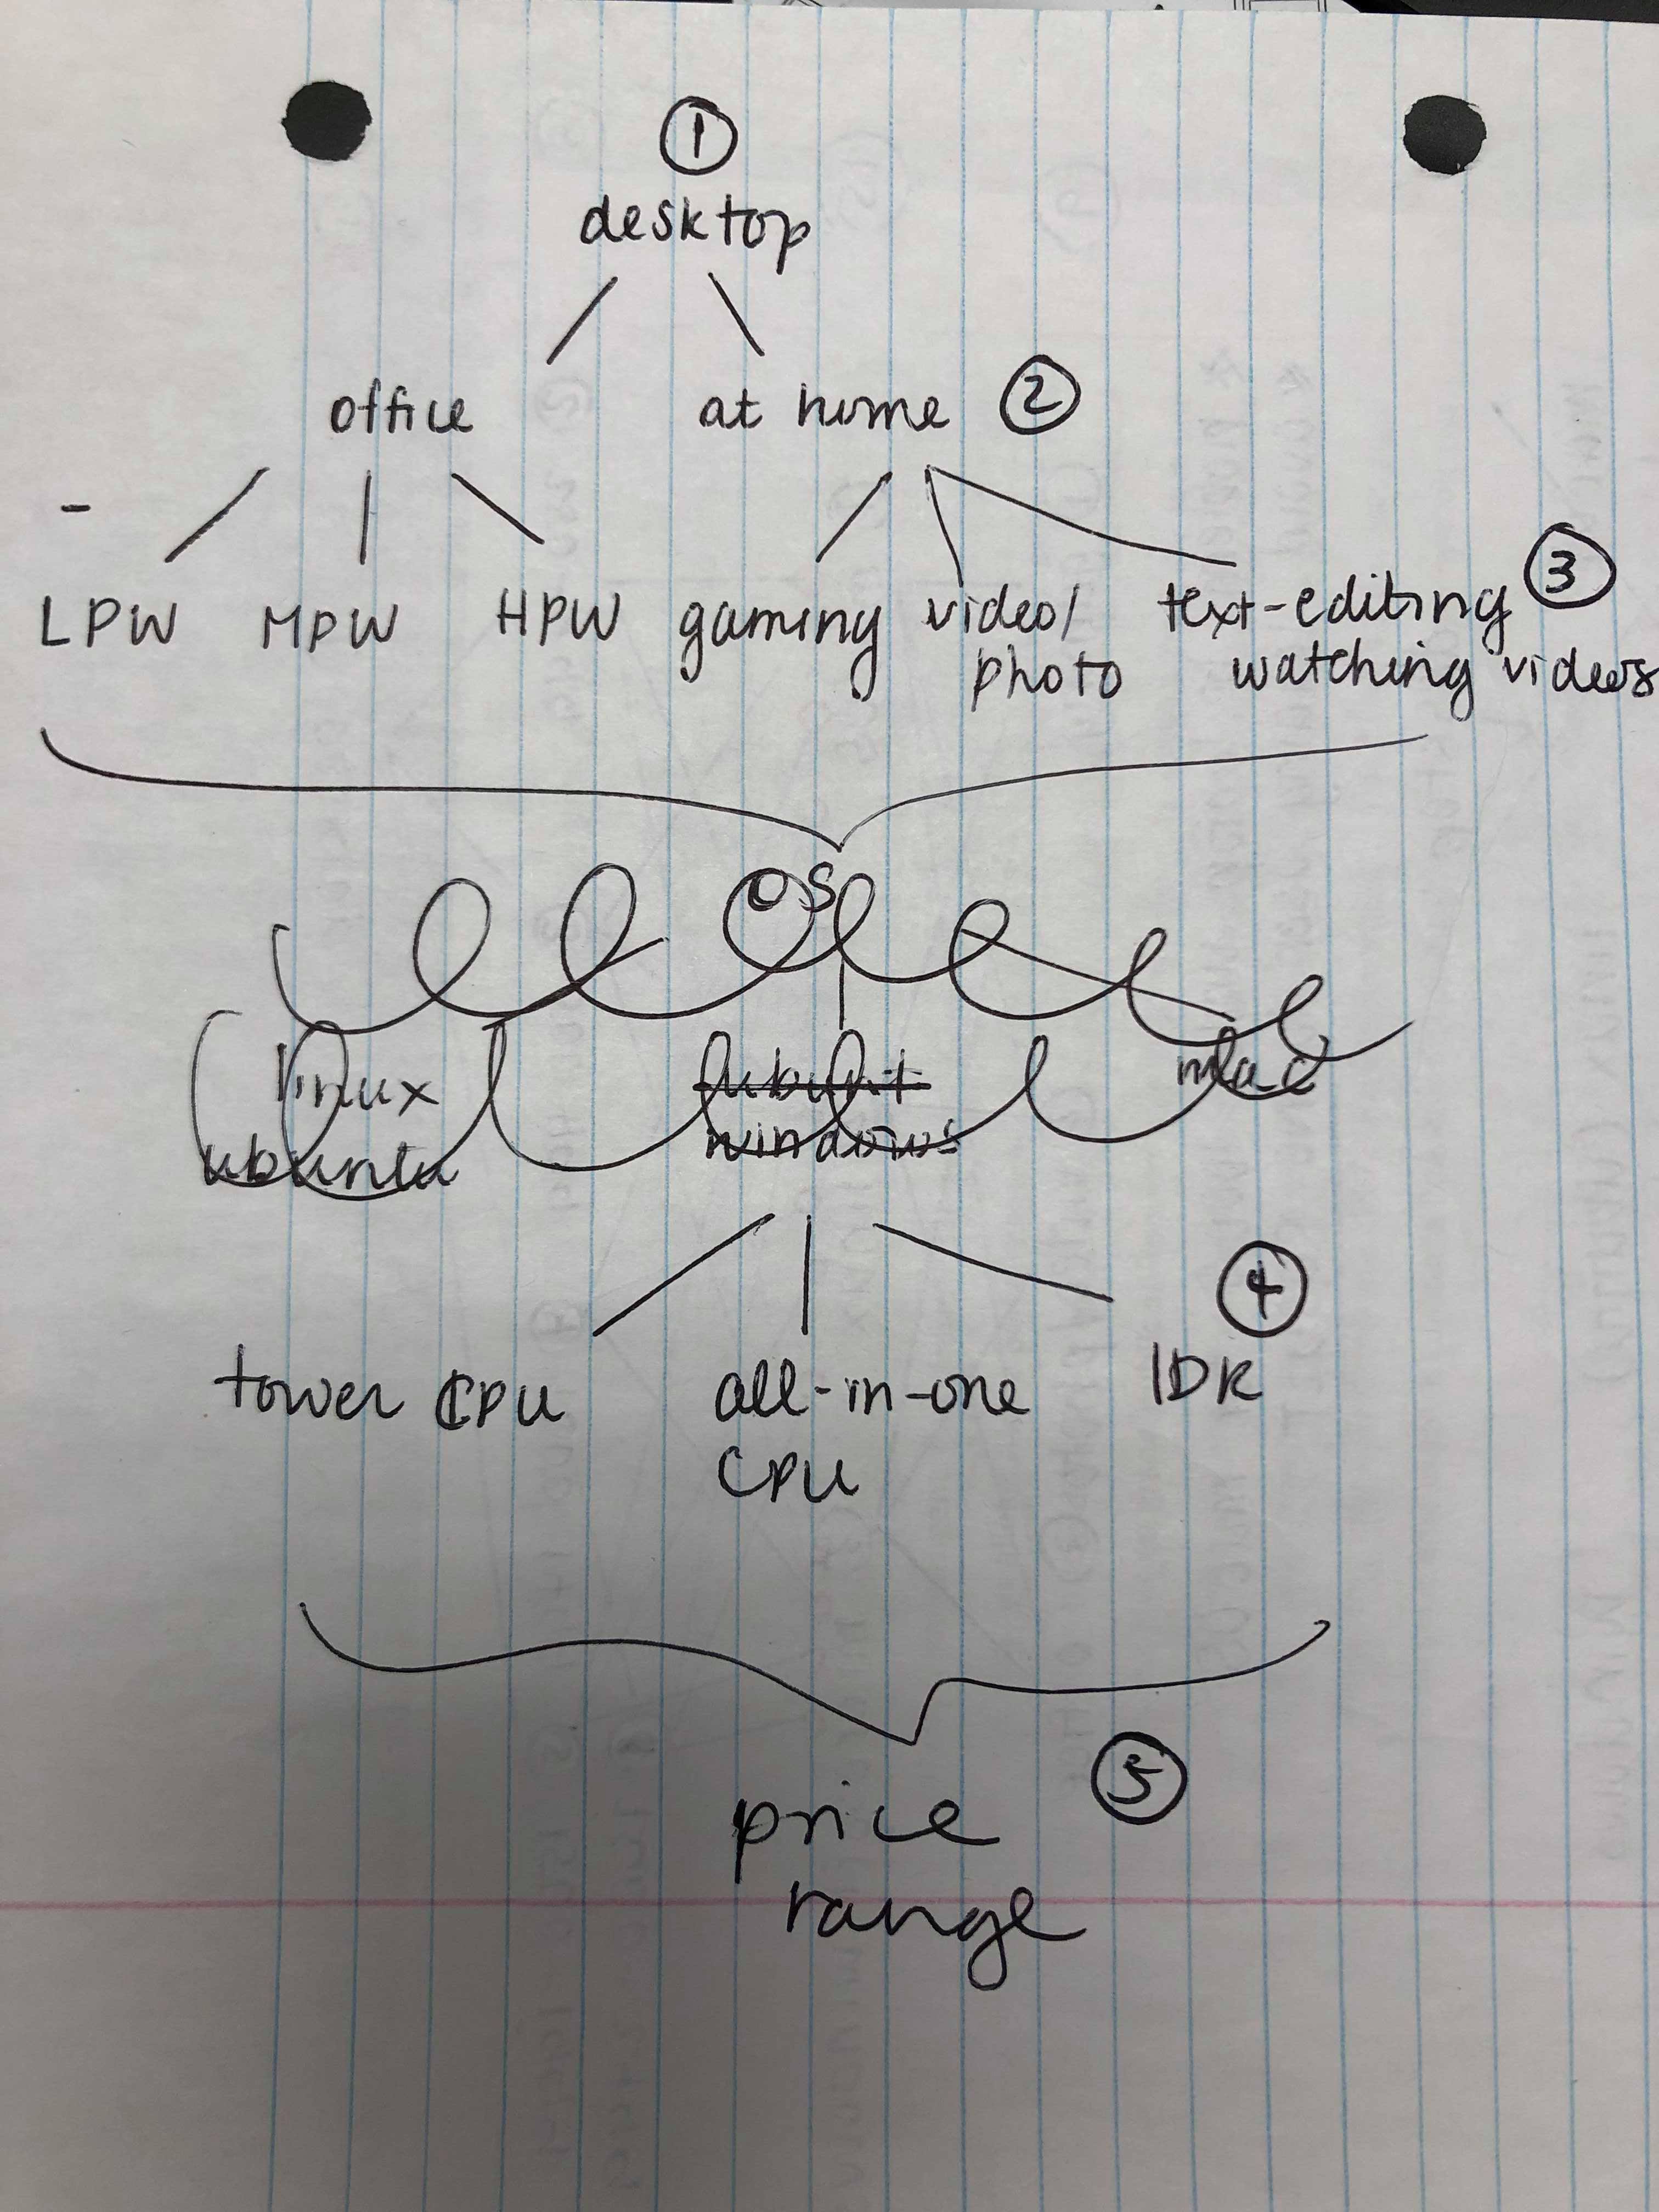 1
desktop
office at home 2
LPW MPW HPW gaming video/ text-editing 3
photo watching videos
OS
linux mac
ubuntu windows
4
tower CPU all-in-one IDK
CPU
5
price
range